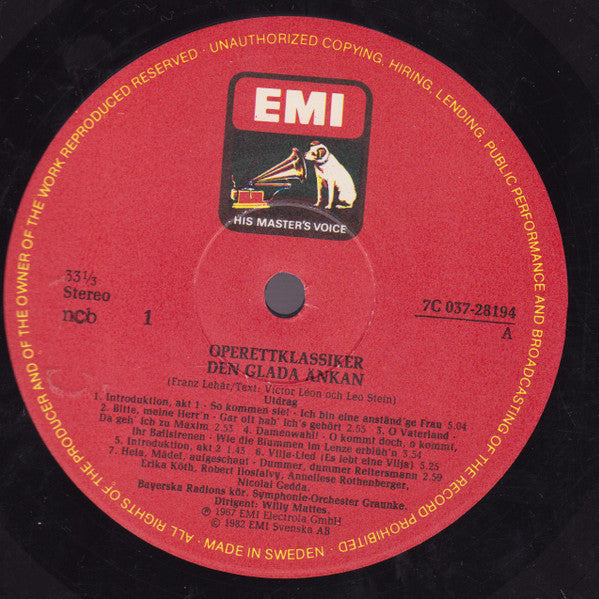 ALL RIGHTS OF THE PRODUCER AND OF THE OWNER OF THE WORK REPRODUCED RESERVED · UNAUTHORIZED COPYING, HIRING, LENDING, PUBLIC PERFORMANCE AND BROADCASTING OF THE RECORD PROHIBITED ·
EMI
HIS MASTER'S VOICE
33⅓
Stereo
ncb 1
7C 037-28194
A
OPERETTKLASSIKER
DEN GLADA ÄNKAN
(Franz Lehár/Text: Victor Léon och Leo Stein)
Utdrag
1. Introduktion, akt 1 - So kommen sie! - Ich bin eine anständ'ge Frau 5.04
2. Bitte, meine Herr'n - Gar oft hab' ich's gehört 2.55 3. O Vaterland -
Da geh' ich zu Maxim 2.54 4. Damenwahl! - O kommt doch, o kommt,
ihr Ballsirenen - Wie die Blumen im Lenze erblüh'n
5. Introduktion, akt 2 6. Vilja-Lied (Es lebt eine Vilja) 5.25
7. Heia, Mädel, aufgeschaut - Dummer, dummer Reitersmann 2.59
Erika Köth, Robert Ilosfalvy, Anneliese Rothenberger,
Nicolai Gedda.
Bayerska Radions kör. Symphonie-Orchester Graunke.
Dirigent: Willy Mattes.
℗ 1967 EMI Electrola GmbH
© 1982 EMI Svenska AB
MADE IN SWEDEN